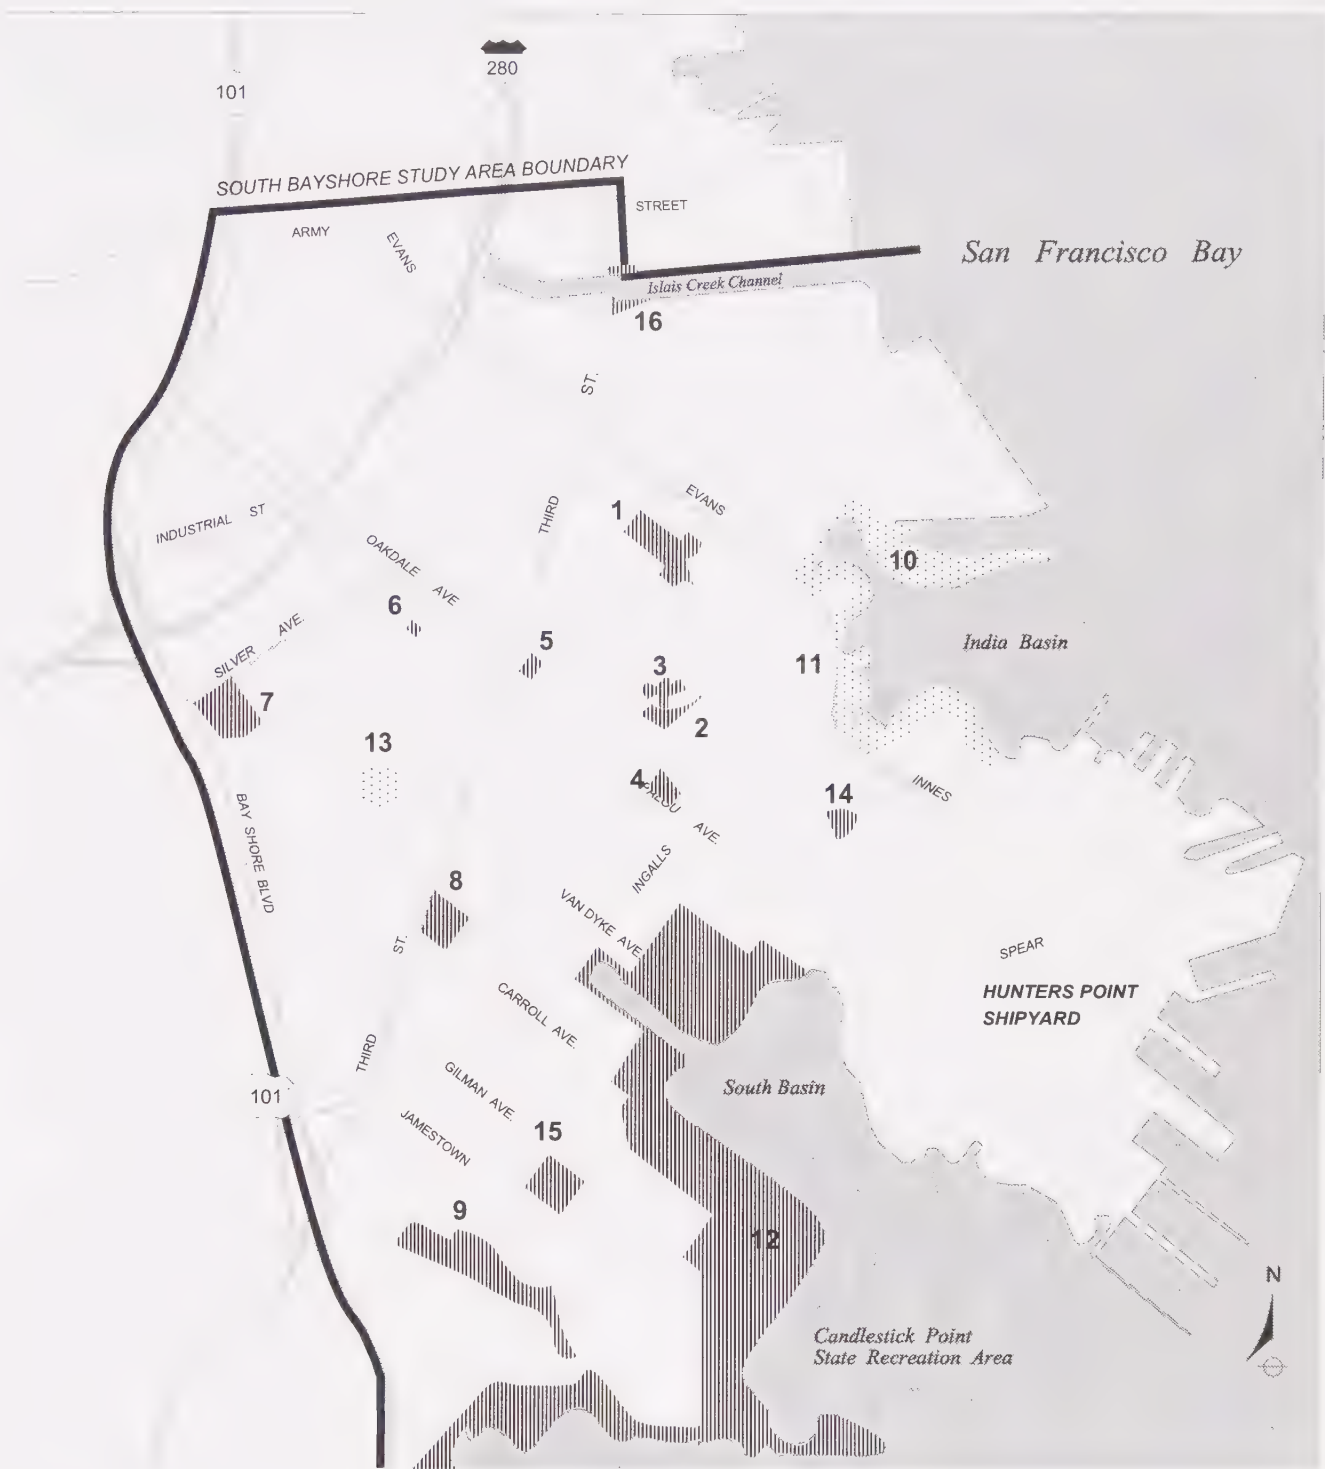 280
101
SOUTH BAYSHORE STUDY AREA BOUNDARY
STREET
ARMY
EVANS
San Francisco Bay
Islais Creek Channel
16
ST.
INDUSTRIAL ST
THIRD
1
EVANS
OAKDALE AVE
10
6
5
India Basin
SILVER AVE.
3
11
7
2
13
4
PALOU AVE.
14
INNES
BAY SHORE BLVD
INGALLS
8
VAN DYKE AVE.
ST.
SPEAR
HUNTERS POINT
SHIPYARD
CARROLL AVE.
THIRD
GILMAN AVE.
South Basin
101
JAMESTOWN
15
9
12
N
Candlestick Point
State Recreation Area